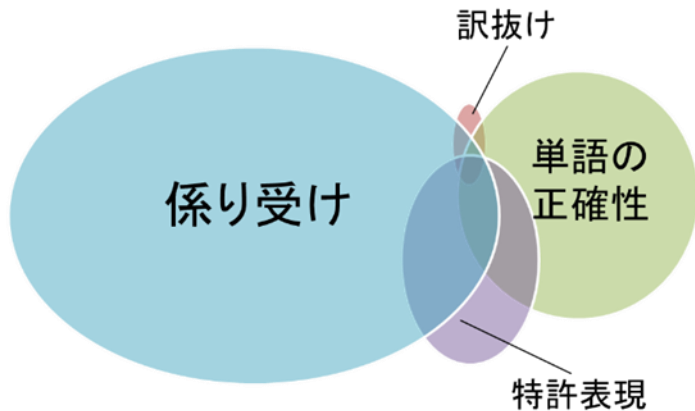 訳抜け
係り受け
単語の
正確性
特許表現